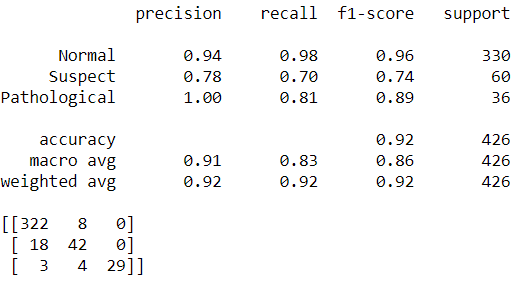 precision    recall  f1-score   support

      Normal       0.94      0.98      0.96       330
     Suspect       0.78      0.70      0.74        60
Pathological       1.00      0.81      0.89        36

    accuracy                           0.92       426
   macro avg       0.91      0.83      0.86       426
weighted avg       0.92      0.92      0.92       426

[[322   8   0]
 [ 18  42   0]
 [  3   4  29]]